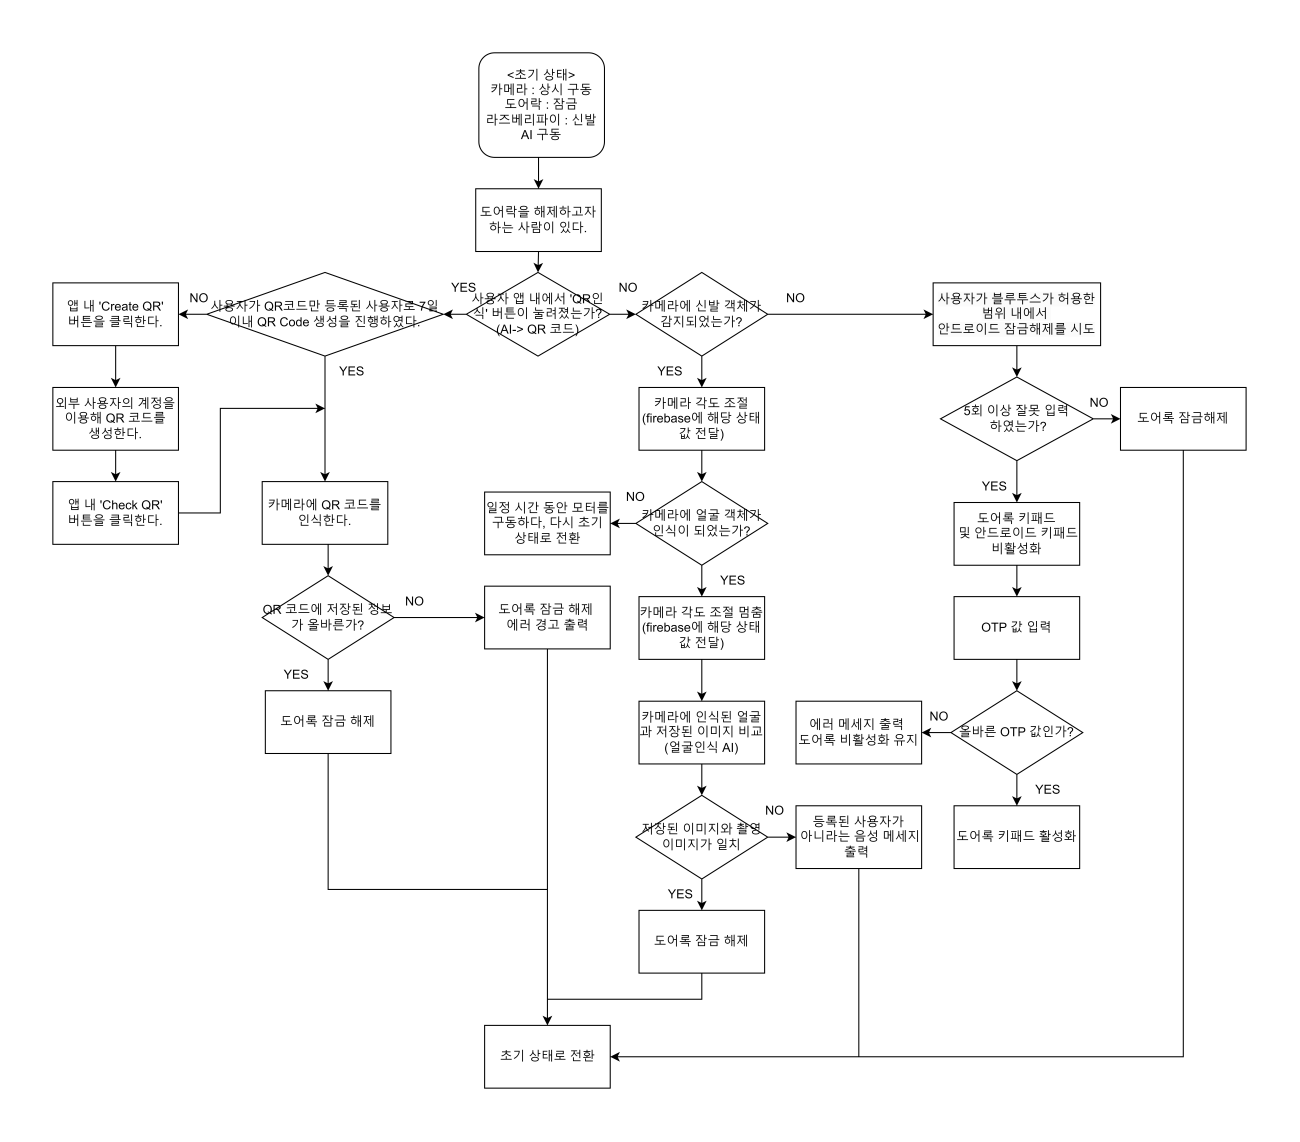 <초기 상태>
카메라 : 상시 구동
도어락 : 잠금
라즈베리파이 : 신발
AI 구동
도어락을 해제하고자
하는 사람이 있다.
사용자 앱 내에서 'QR인
식' 버튼이 눌려졌는가?
(AI-> QR 코드)
YES
NO
사용자가 QR코드만 등록된 사용자로 7일
이내 QR Code 생성을 진행하였다.
NO
YES
앱 내 'Create QR'
버튼을 클릭한다.
외부 사용자의 계정을
이용해 QR 코드를
생성한다.
앱 내 'Check QR'
버튼을 클릭한다.
카메라에 QR 코드를
인식한다.
QR 코드에 저장된 정보
가 올바른가?
NO
YES
도어록 잠금 해제
에러 경고 출력
도어록 잠금 해제
카메라에 신발 객체가
감지되었는가?
NO
YES
카메라 각도 조절
(firebase에 해당 상태
값 전달)
카메라에 얼굴 객체가
인식이 되었는가?
NO
YES
일정 시간 동안 모터를
구동하다, 다시 초기
상태로 전환
카메라 각도 조절 멈춤
(firebase에 해당 상태
값 전달)
카메라에 인식된 얼굴
과 저장된 이미지 비교
(얼굴인식 AI)
저장된 이미지와 촬영
이미지가 일치
NO
YES
등록된 사용자가
아니라는 음성 메세지
출력
도어록 잠금 해제
사용자가 블루투스가 허용한
범위 내에서
안드로이드 잠금해제를 시도
5회 이상 잘못 입력
하였는가?
NO
YES
도어록 잠금해제
도어록 키패드
및 안드로이드 키패드
비활성화
OTP 값 입력
올바른 OTP 값인가?
NO
YES
에러 메세지 출력
도어록 비활성화 유지
도어록 키패드 활성화
초기 상태로 전환